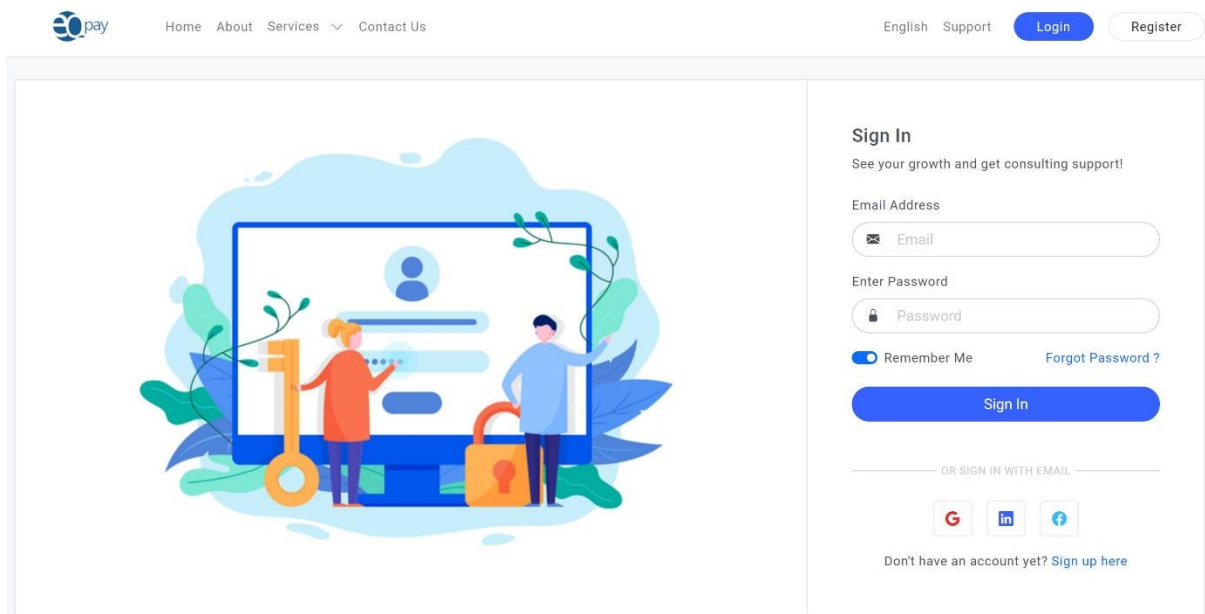 eQpay Home About Services Contact Us English Support Login Register
Sign In
See your growth and get consulting support!
Email Address
Email
Enter Password
Password
Remember Me Forgot Password ?
Sign In
OR SIGN IN WITH EMAIL
G in f
Don't have an account yet? Sign up here